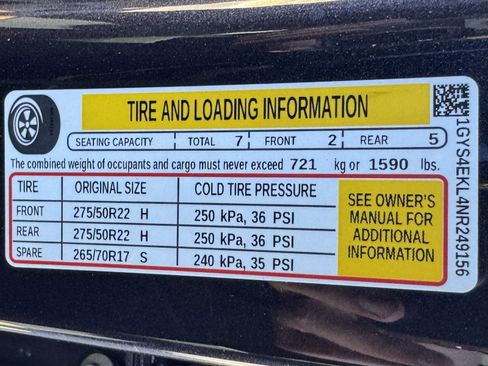 TIRE AND LOADING INFORMATION
SEATING CAPACITY TOTAL 7 FRONT 2 REAR 5
The combined weight of occupants and cargo must never exceed 721 kg or 1590 lbs.
TIRE ORIGINAL SIZE COLD TIRE PRESSURE
FRONT 275/50R22 H 250 kPa, 36 PSI
REAR 275/50R22 H 250 kPa, 36 PSI
SPARE 265/70R17 S 240 kPa, 35 PSI
SEE OWNER'S
MANUAL FOR
ADDITIONAL
INFORMATION
1GYS4EKL4NR249156